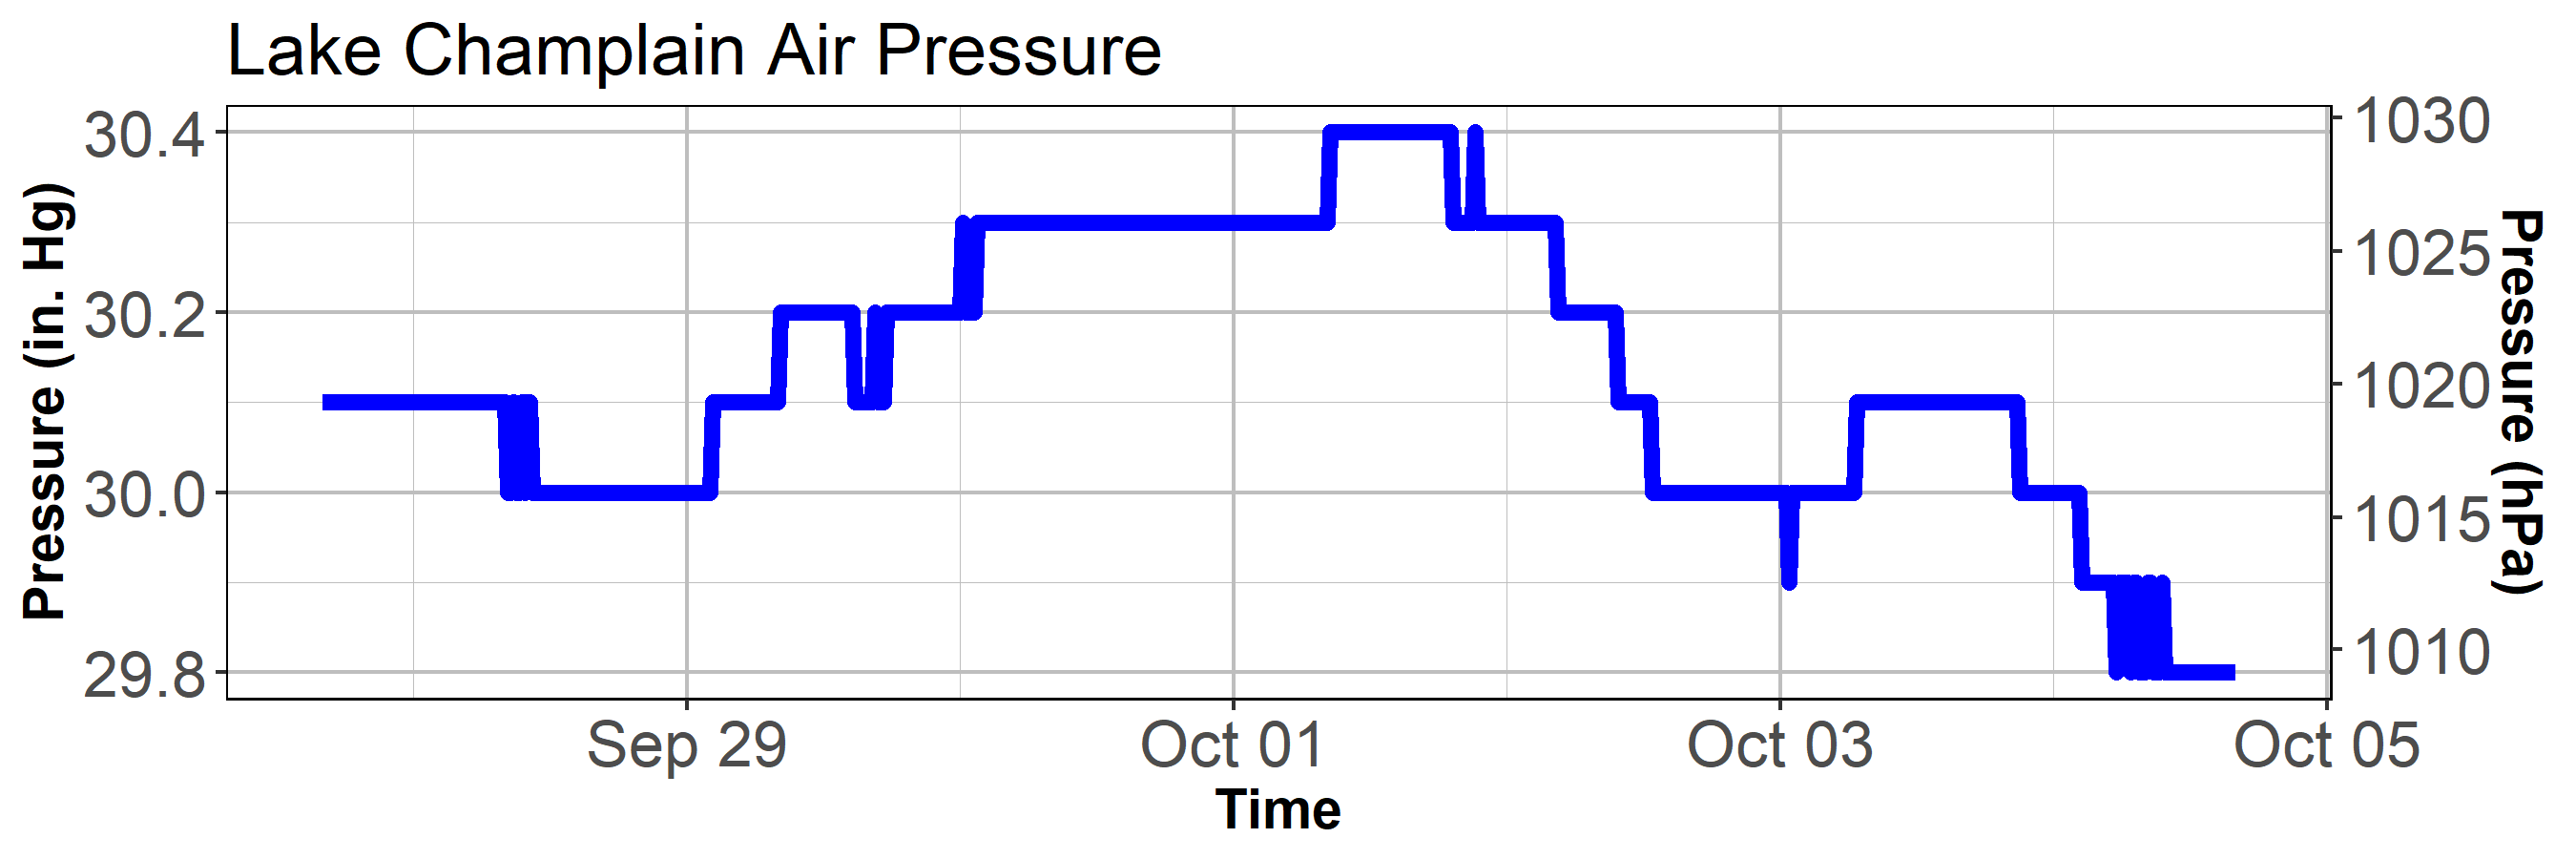 Lake Champlain Air Pressure
Pressure (in. Hg)
30.4
30.2
30.0
29.8
1030
1025
1020
1015
1010
Pressure (hPa)
Sep 29
Oct 01
Oct 03
Oct 05
Time